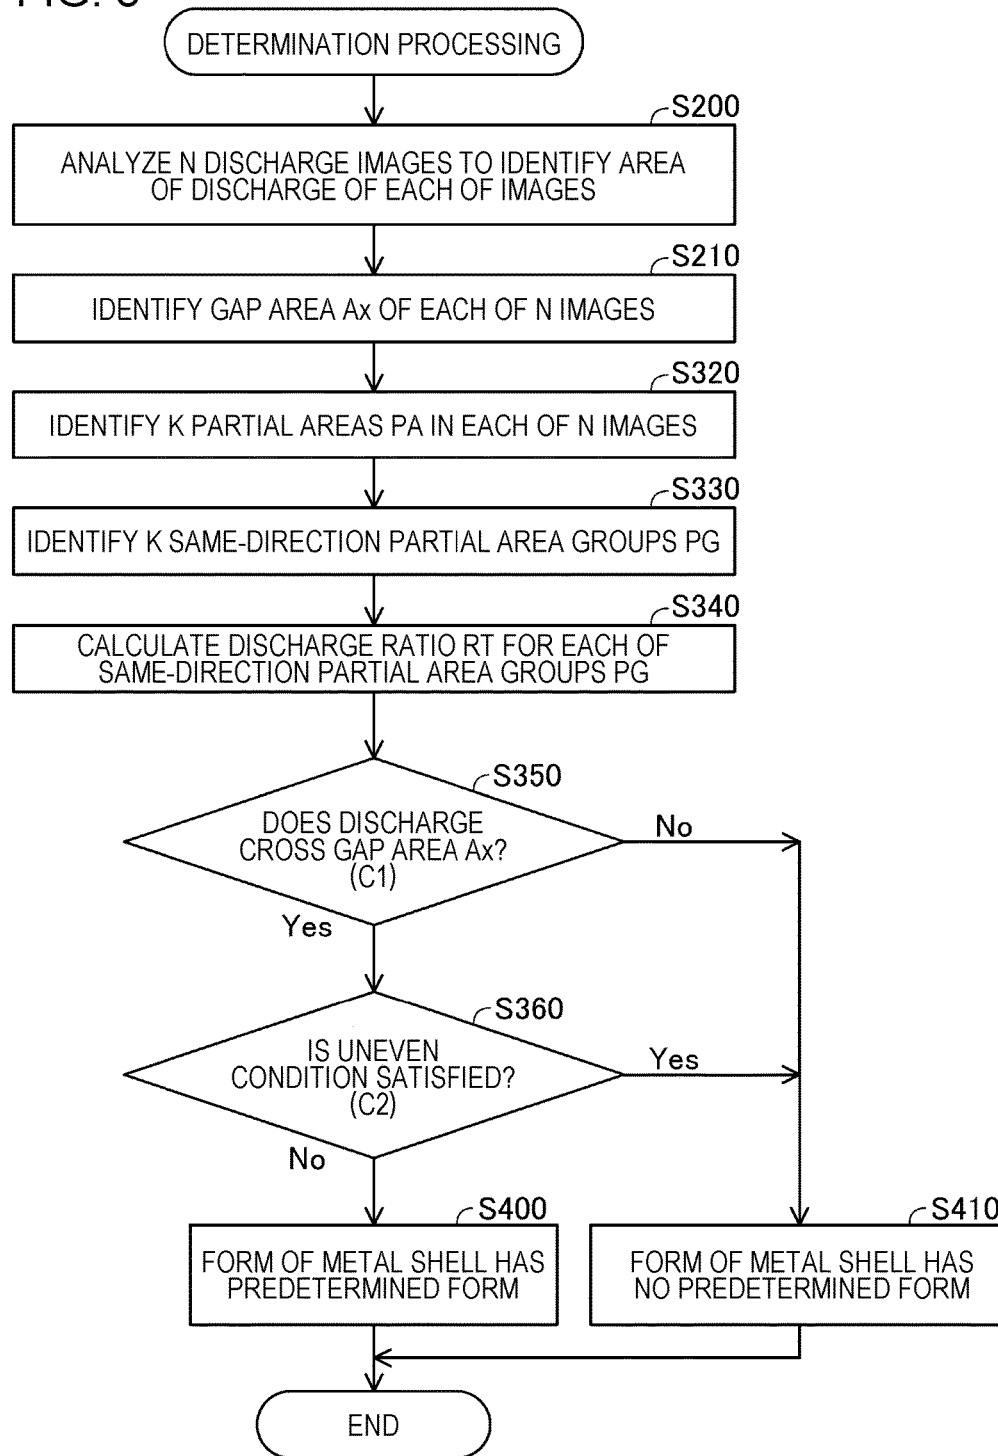 DETERMINATION PROCESSING
S200
ANALYZE N DISCHARGE IMAGES TO IDENTIFY AREA
OF DISCHARGE OF EACH OF IMAGES
S210
IDENTIFY GAP AREA Ax OF EACH OF N IMAGES
S320
IDENTIFY K PARTIAL AREAS PA IN EACH OF N IMAGES
S330
IDENTIFY K SAME-DIRECTION PARTIAL AREA GROUPS PG
S340
CALCULATE DISCHARGE RATIO RT FOR EACH OF
SAME-DIRECTION PARTIAL AREA GROUPS PG
S350
DOES DISCHARGE
CROSS GAP AREA Ax?
(C1)
No
Yes
S360
IS UNEVEN
CONDITION SATISFIED?
(C2)
Yes
No
S400
FORM OF METAL SHELL HAS
PREDETERMINED FORM
S410
FORM OF METAL SHELL HAS
NO PREDETERMINED FORM
END